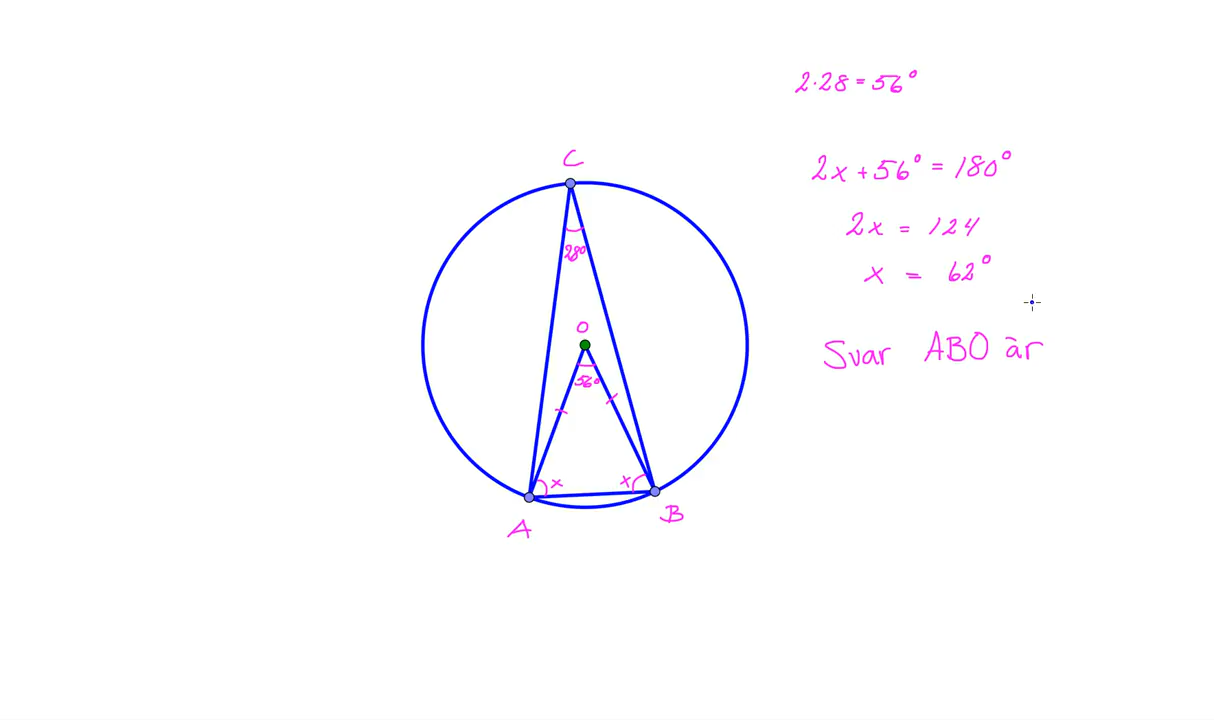 2·28=56°
2x+56°=180°
2x = 124
x = 62°
Svar ABO är
C
28°
O
56°
x
x
A
B